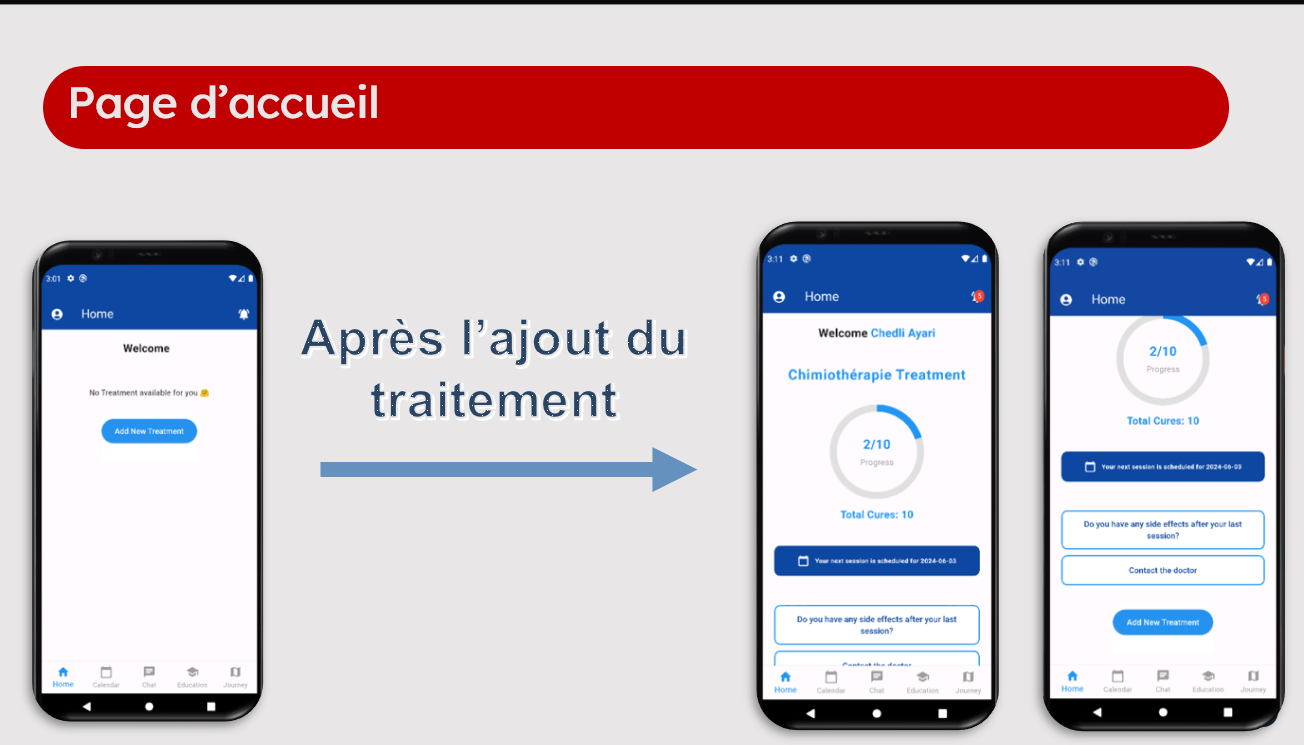 Page d'accueil
3:01
Home
Welcome
No Treatment available for you 🤗
Add New Treatment
Home Calendar Chat Education Journey
Après l'ajout du
traitement
3:11
Home
5
Welcome Chedli Ayari
Chimiothérapie Treatment
2/10
Progress
Total Cures: 10
Your next session is scheduled for 2024-06-03
Do you have any side effects after your last
session?
Contact the doctor
Home Calendar Chat Education Journey
3:11
Home
5
2/10
Progress
Total Cures: 10
Your next session is scheduled for 2024-06-03
Do you have any side effects after your last
session?
Contact the doctor
Add New Treatment
Home Calendar Chat Education Journey